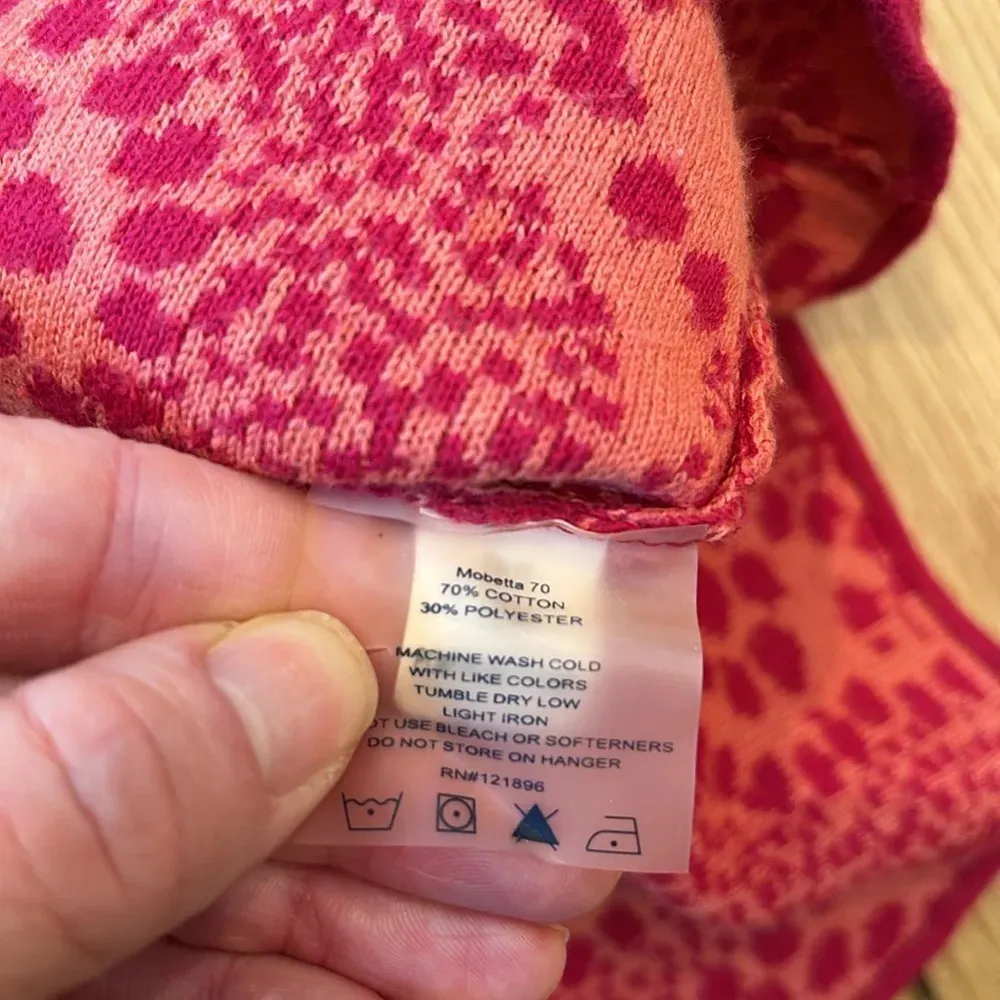 Mobetta 70
70% COTTON
30% POLYESTER
MACHINE WASH COLD
WITH LIKE COLORS
TUMBLE DRY LOW
LIGHT IRON
USE BLEACH OR SOFTERNERS
DO NOT STORE ON HANGER
RN#121896